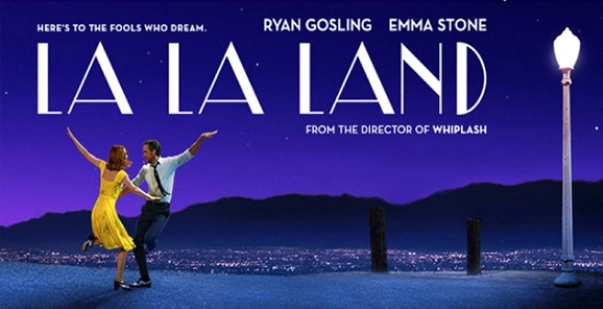 HERE'S TO THE FOOLS WHO DREAM.
RYAN GOSLING EMMA STONE
LA LA LAND
FROM THE DIRECTOR OF WHIPLASH